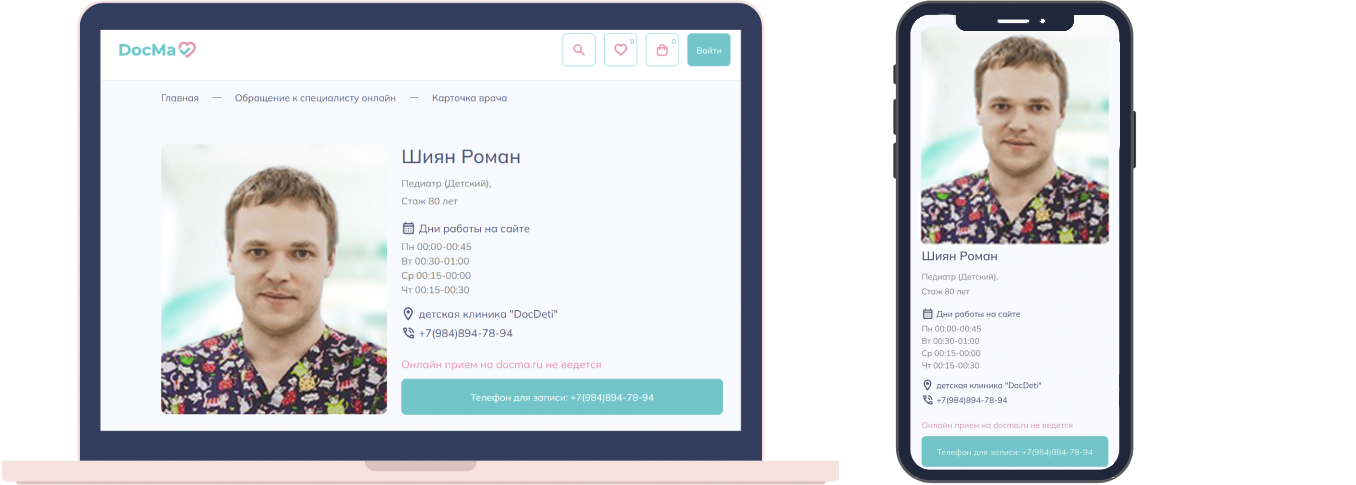 DocMa
0
0
Войти
Главная — Обращение к специалисту онлайн — Карточка врача
Шиян Роман
Педиатр (Детский),
Стаж 80 лет
Дни работы на сайте
Пн 00:00-00:45
Вт 00:30-01:00
Ср 00:15-00:00
Чт 00:15-00:30
детская клиника "DocDeti"
+7(984)894-78-94
Онлайн прием на docma.ru не ведется
Телефон для записи: +7(984)894-78-94
Шиян Роман
Педиатр (Детский),
Стаж 80 лет
Дни работы на сайте
Пн 00:00-00:45
Вт 00:30-01:00
Ср 00:15-00:00
Чт 00:15-00:30
детская клиника "DocDeti"
+7(984)894-78-94
Онлайн прием на docma.ru не ведется
Телефон для записи: +7(984)894-78-94